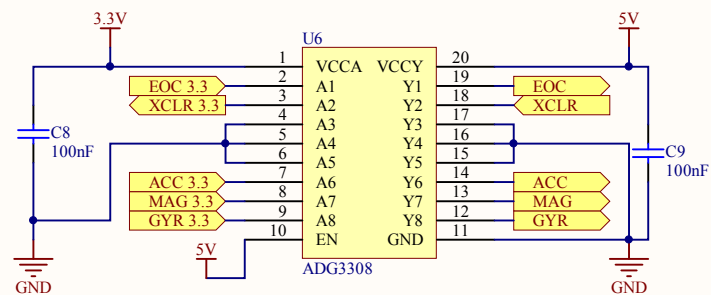 3.3V
5V
U6
1 VCCA VCCY 20
EOC 3.3 2 A1 Y1 19 EOC
XCLR 3.3 3 A2 Y2 18 XCLR
4 A3 Y3 17
C8 5 A4 Y4 16 C9
100nF 6 A5 Y5 15 100nF
ACC 3.3 7 A6 Y6 14 ACC
MAG 3.3 8 A7 Y7 13 MAG
GYR 3.3 9 A8 Y8 12 GYR
10 EN GND 11
5V
ADG3308
GND
GND